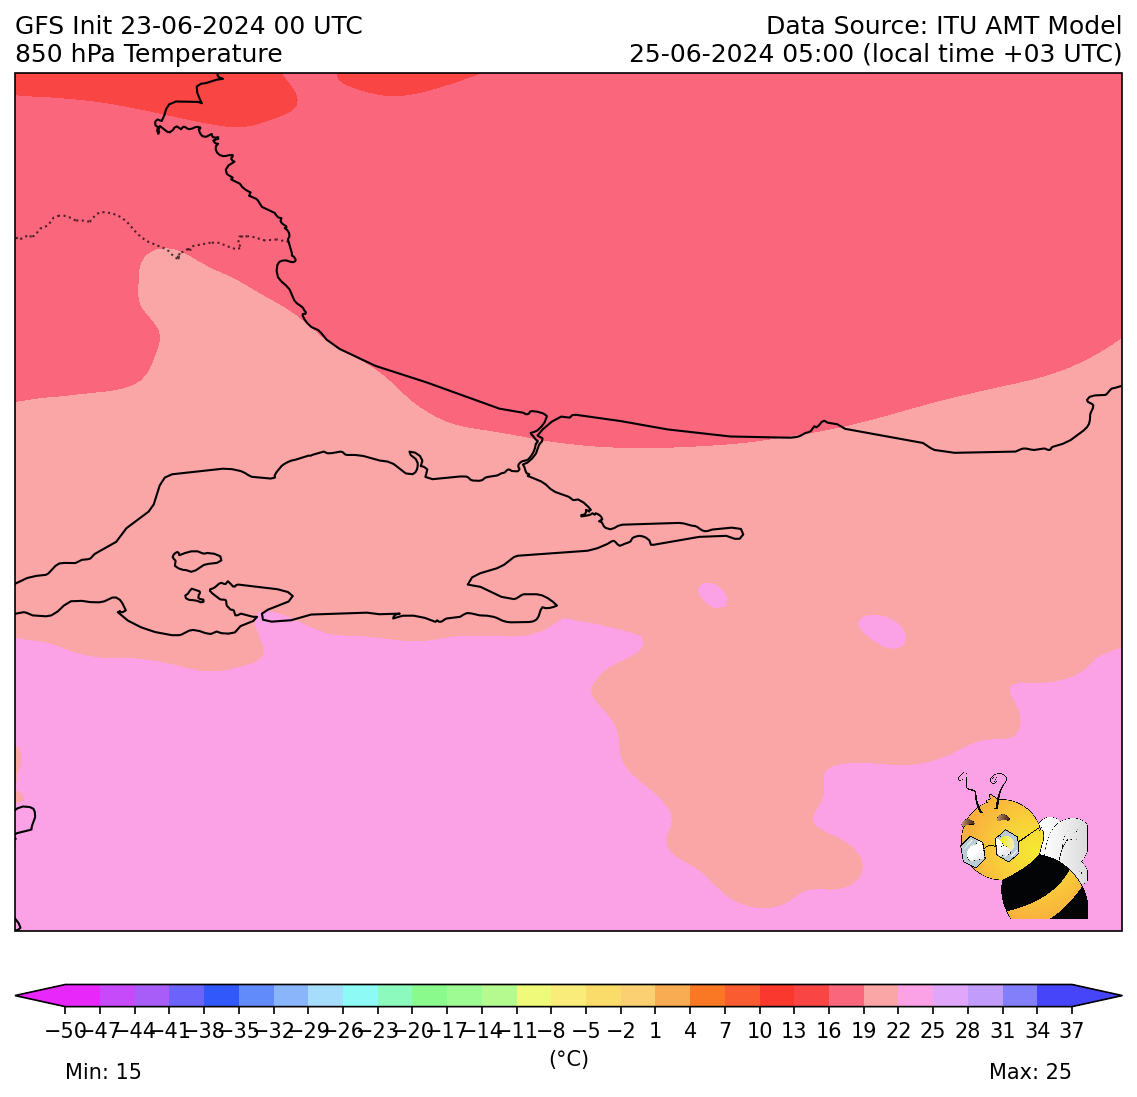 GFS Init 23-06-2024 00 UTC
850 hPa Temperature
Data Source: ITU AMT Model
25-06-2024 05:00 (local time +03 UTC)
−50 −47 −44 −41 −38 −35 −32 −29 −26 −23 −20 −17 −14 −11 −8 −5 −2 1 4 7 10 13 16 19 22 25 28 31 34 37
(°C)
Min: 15
Max: 25